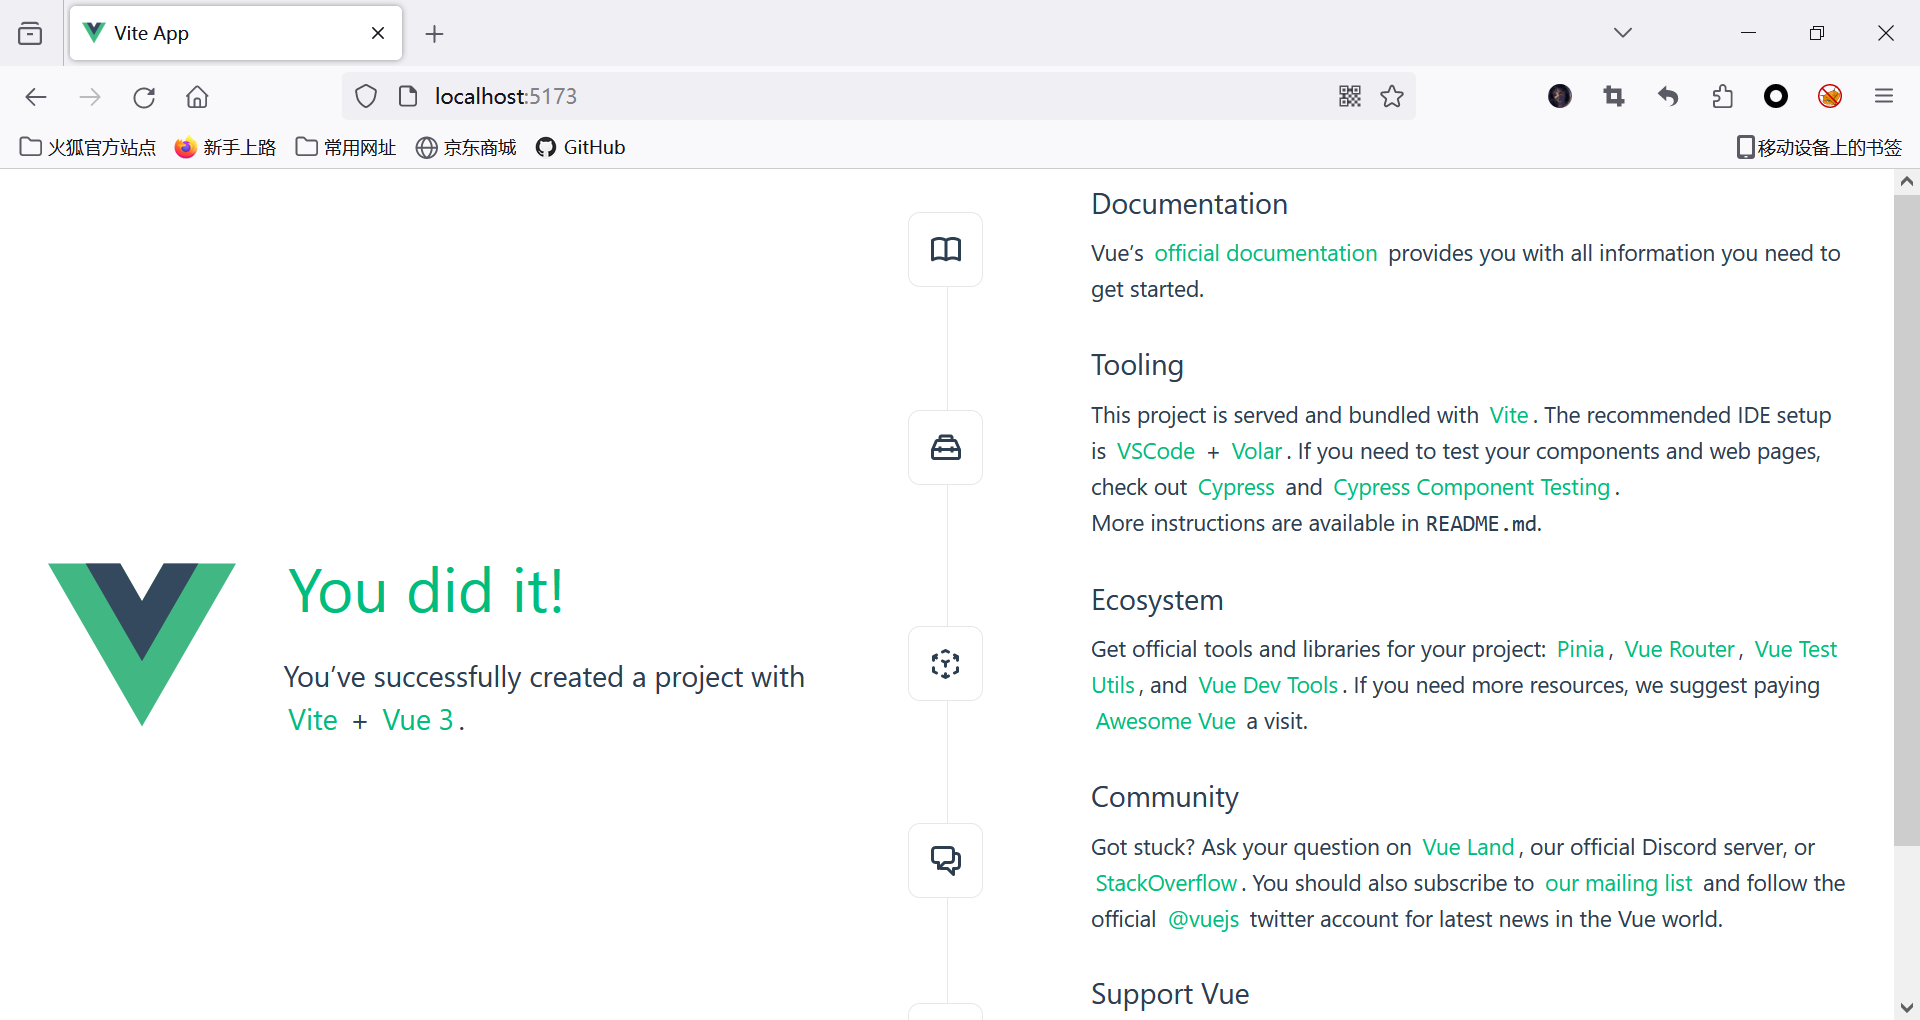 Vite App
localhost:5173
火狐官方站点 新手上路 常用网址 京东商城 GitHub 移动设备上的书签
You did it!
You’ve successfully created a project with
Vite + Vue 3.
Documentation
Vue’s official documentation provides you with all information you need to
get started.
Tooling
This project is served and bundled with Vite. The recommended IDE setup
is VSCode + Volar. If you need to test your components and web pages,
check out Cypress and Cypress Component Testing.
More instructions are available in README.md.
Ecosystem
Get official tools and libraries for your project: Pinia, Vue Router, Vue Test
Utils, and Vue Dev Tools. If you need more resources, we suggest paying
Awesome Vue a visit.
Community
Got stuck? Ask your question on Vue Land, our official Discord server, or
StackOverflow. You should also subscribe to our mailing list and follow the
official @vuejs twitter account for latest news in the Vue world.
Support Vue